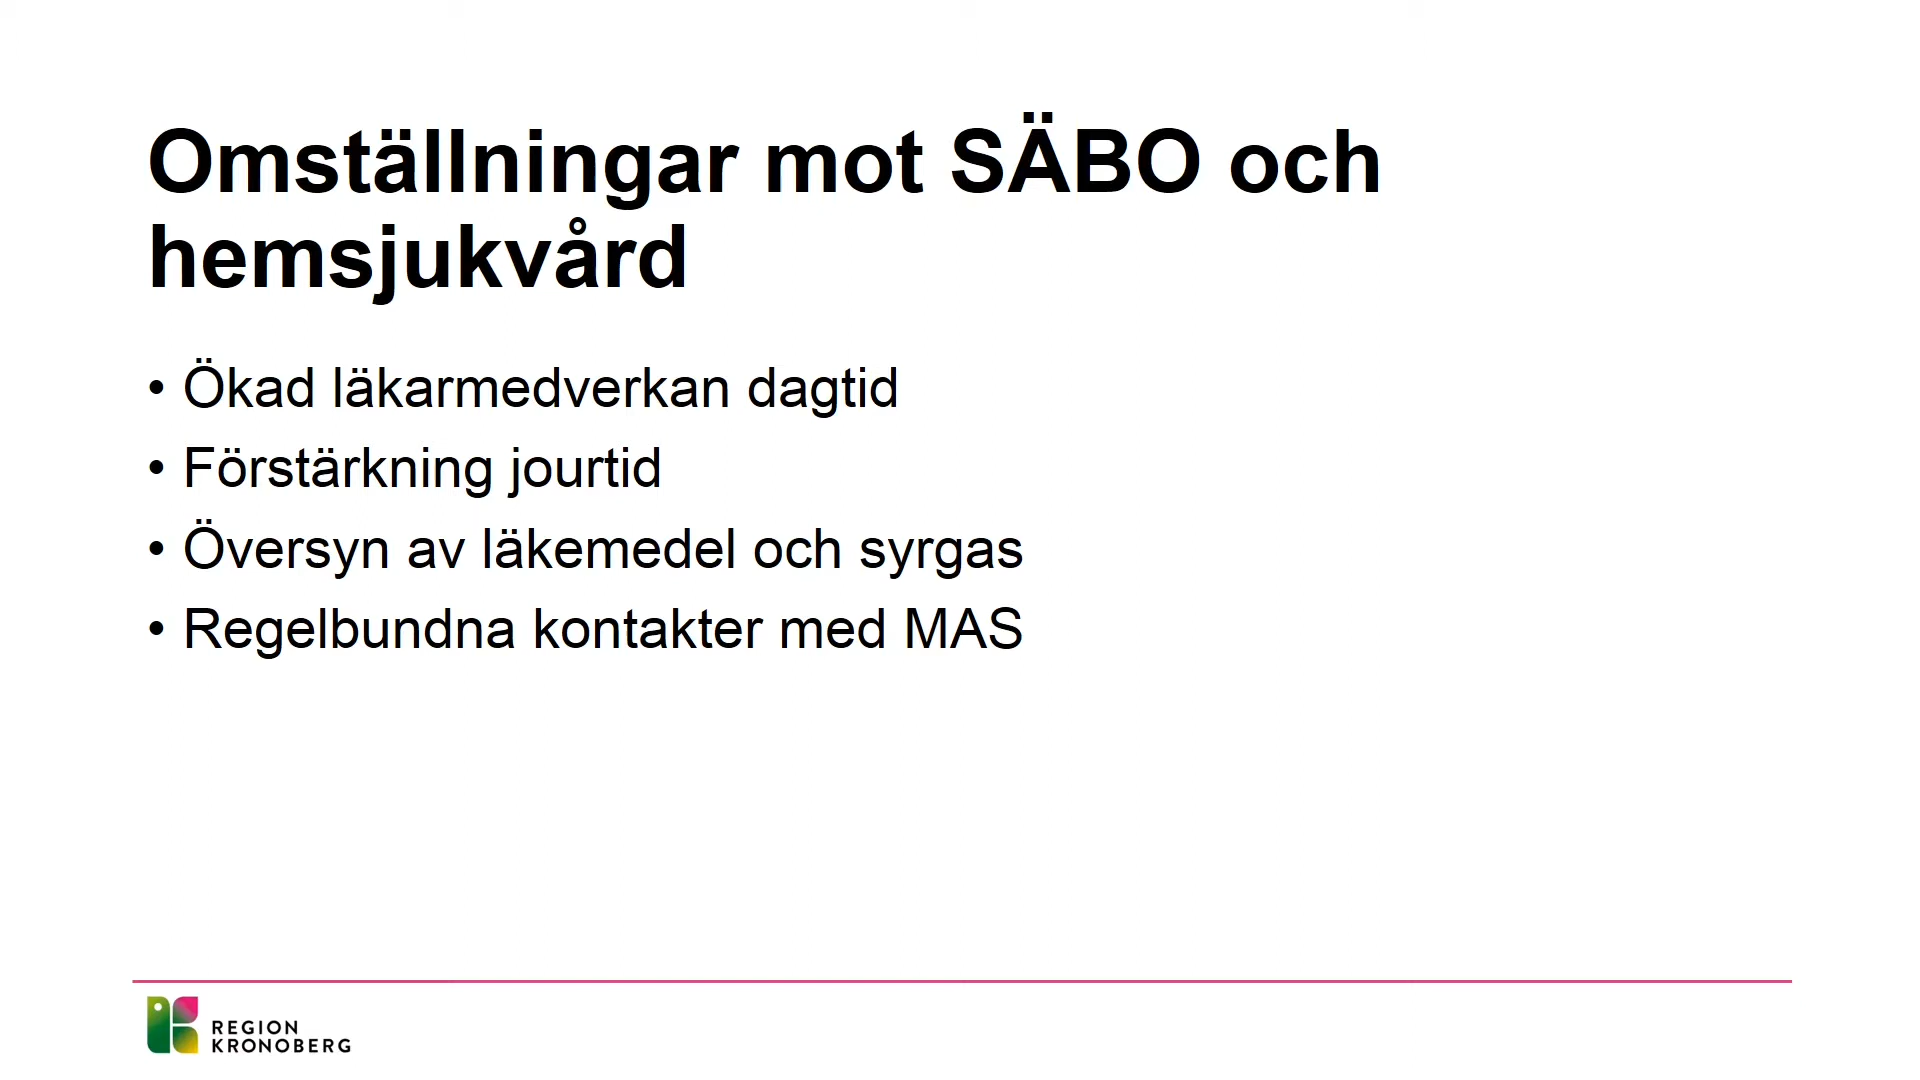 Omställningar mot SÄBO och
hemsjukvård
• Ökad läkarmedverkan dagtid
• Förstärkning jourtid
• Översyn av läkemedel och syrgas
• Regelbundna kontakter med MAS
REGION
KRONOBERG